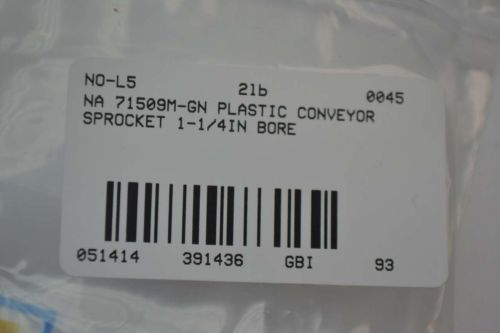 NO-L5 2lb 0045
NA 71509M-GN PLASTIC CONVEYOR
SPROCKET 1-1/4IN BORE
051414 391436 GBI 93